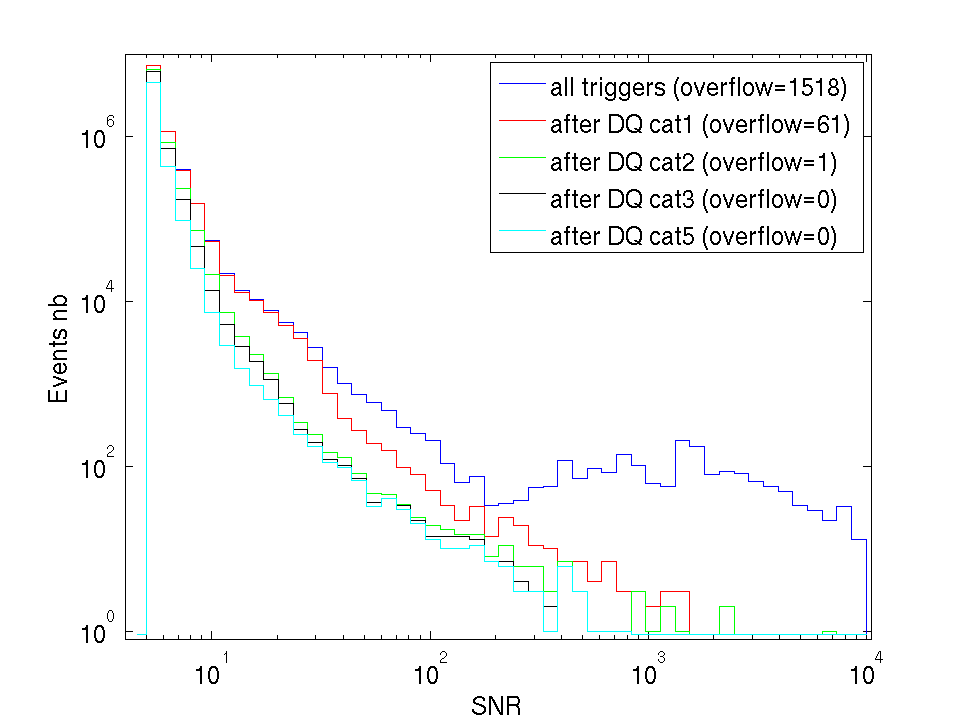 all triggers (overflow=1518)
after DQ cat1 (overflow=61)
after DQ cat2 (overflow=1)
after DQ cat3 (overflow=0)
after DQ cat5 (overflow=0)
10^6
10^4
10^2
10^0
Events nb
10^1
10^2
10^3
10^4
SNR